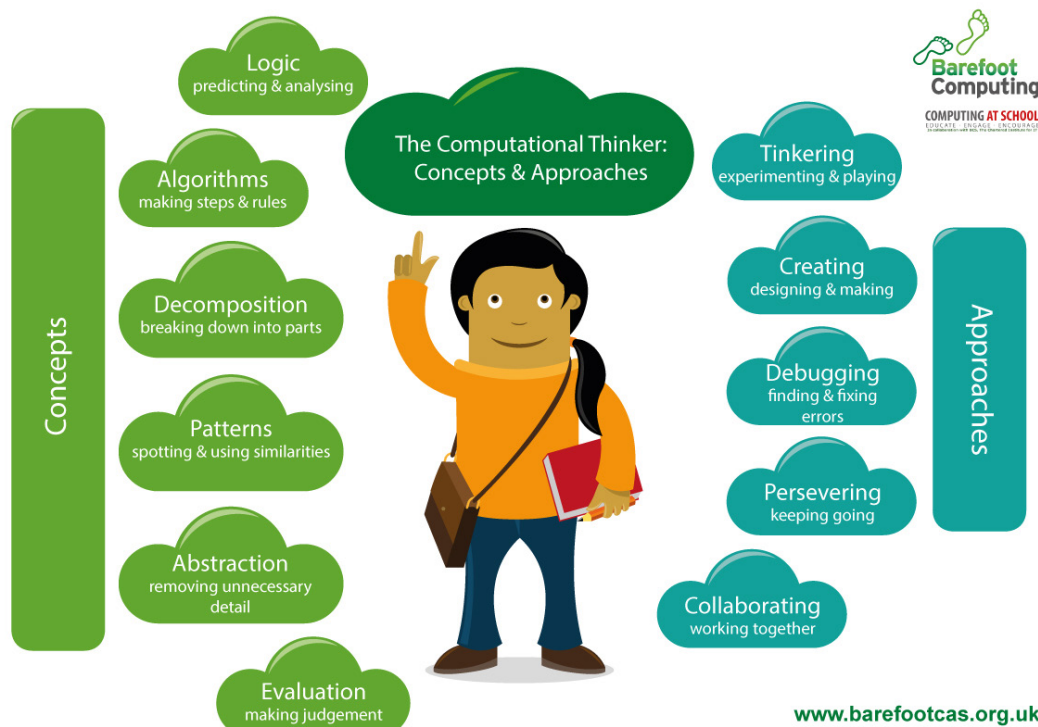 The Computational Thinker:
Concepts & Approaches
Concepts
Logic
predicting & analysing
Algorithms
making steps & rules
Decomposition
breaking down into parts
Patterns
spotting & using similarities
Abstraction
removing unnecessary
detail
Evaluation
making judgement
Barefoot
Computing
COMPUTING AT SCHOOL
EDUCATE · ENGAGE · ENCOURAGE
Tinkering
experimenting & playing
Creating
designing & making
Debugging
finding & fixing
errors
Persevering
keeping going
Collaborating
working together
Approaches
www.barefootcas.org.uk